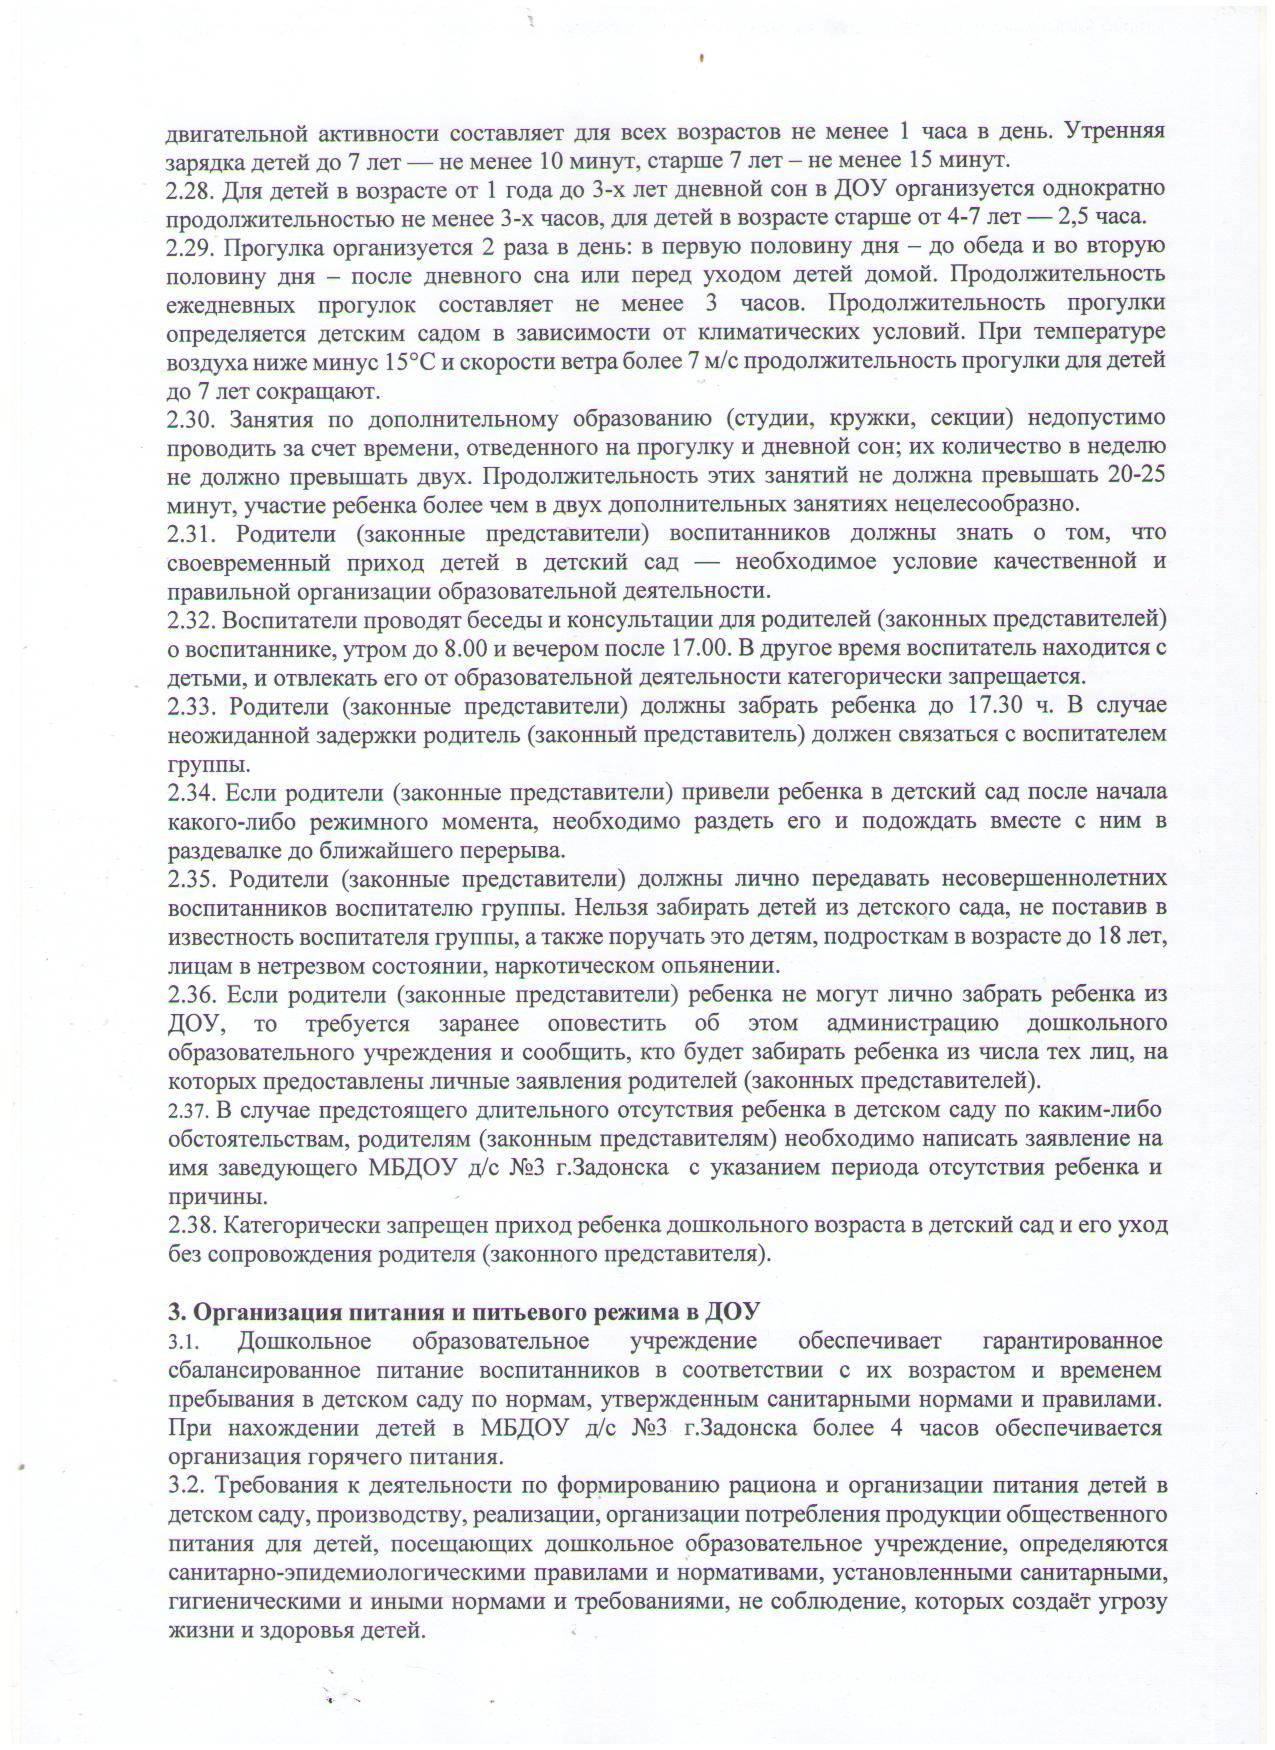 двигательной активности составляет для всех возрастов не менее 1 часа в день. Утренняя
зарядка детей до 7 лет — не менее 10 минут, старше 7 лет – не менее 15 минут.
2.28. Для детей в возрасте от 1 года до 3-х лет дневной сон в ДОУ организуется однократно
продолжительностью не менее 3-х часов, для детей в возрасте старше от 4-7 лет — 2,5 часа.
2.29. Прогулка организуется 2 раза в день: в первую половину дня – до обеда и во вторую
половину дня – после дневного сна или перед уходом детей домой. Продолжительность
ежедневных прогулок составляет не менее 3 часов. Продолжительность прогулки
определяется детским садом в зависимости от климатических условий. При температуре
воздуха ниже минус 15°С и скорости ветра более 7 м/с продолжительность прогулки для детей
до 7 лет сокращают.
2.30. Занятия по дополнительному образованию (студии, кружки, секции) недопустимо
проводить за счет времени, отведенного на прогулку и дневной сон; их количество в неделю
не должно превышать двух. Продолжительность этих занятий не должна превышать 20-25
минут, участие ребенка более чем в двух дополнительных занятиях нецелесообразно.
2.31. Родители (законные представители) воспитанников должны знать о том, что
своевременный приход детей в детский сад — необходимое условие качественной и
правильной организации образовательной деятельности.
2.32. Воспитатели проводят беседы и консультации для родителей (законных представителей)
о воспитаннике, утром до 8.00 и вечером после 17.00. В другое время воспитатель находится с
детьми, и отвлекать его от образовательной деятельности категорически запрещается.
2.33. Родители (законные представители) должны забрать ребенка до 17.30 ч. В случае
неожиданной задержки родитель (законный представитель) должен связаться с воспитателем
группы.
2.34. Если родители (законные представители) привели ребенка в детский сад после начала
какого-либо режимного момента, необходимо раздеть его и подождать вместе с ним в
раздевалке до ближайшего перерыва.
2.35. Родители (законные представители) должны лично передавать несовершеннолетних
воспитанников воспитателю группы. Нельзя забирать детей из детского сада, не поставив в
известность воспитателя группы, а также поручать это детям, подросткам в возрасте до 18 лет,
лицам в нетрезвом состоянии, наркотическом опьянении.
2.36. Если родители (законные представители) ребенка не могут лично забрать ребенка из
ДОУ, то требуется заранее оповестить об этом администрацию дошкольного
образовательного учреждения и сообщить, кто будет забирать ребенка из числа тех лиц, на
которых предоставлены личные заявления родителей (законных представителей).
2.37. В случае предстоящего длительного отсутствия ребенка в детском саду по каким-либо
обстоятельствам, родителям (законным представителям) необходимо написать заявление на
имя заведующего МБДОУ д/с №3 г.Задонска с указанием периода отсутствия ребенка и
причины.
2.38. Категорически запрещен приход ребенка дошкольного возраста в детский сад и его уход
без сопровождения родителя (законного представителя).
3. Организация питания и питьевого режима в ДОУ
3.1. Дошкольное образовательное учреждение обеспечивает гарантированное
сбалансированное питание воспитанников в соответствии с их возрастом и временем
пребывания в детском саду по нормам, утвержденным санитарными нормами и правилами.
При нахождении детей в МБДОУ д/с №3 г.Задонска более 4 часов обеспечивается
организация горячего питания.
3.2. Требования к деятельности по формированию рациона и организации питания детей в
детском саду, производству, реализации, организации потребления продукции общественного
питания для детей, посещающих дошкольное образовательное учреждение, определяются
санитарно-эпидемиологическими правилами и нормативами, установленными санитарными,
гигиеническими и иными нормами и требованиями, не соблюдение, которых создаёт угрозу
жизни и здоровья детей.